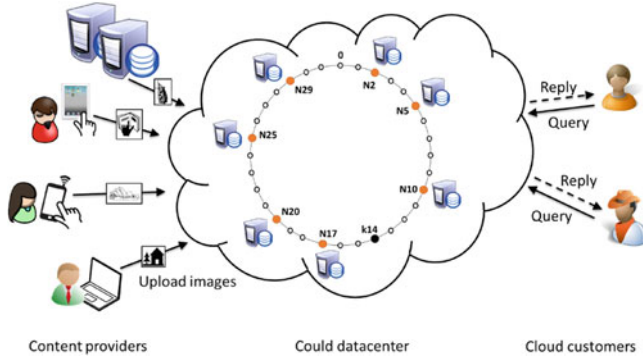 0
N2
N29
N5
N25
N10
N20
N17
k14
Reply
Query
Reply
Query
Upload images
Content providers
Could datacenter
Cloud customers